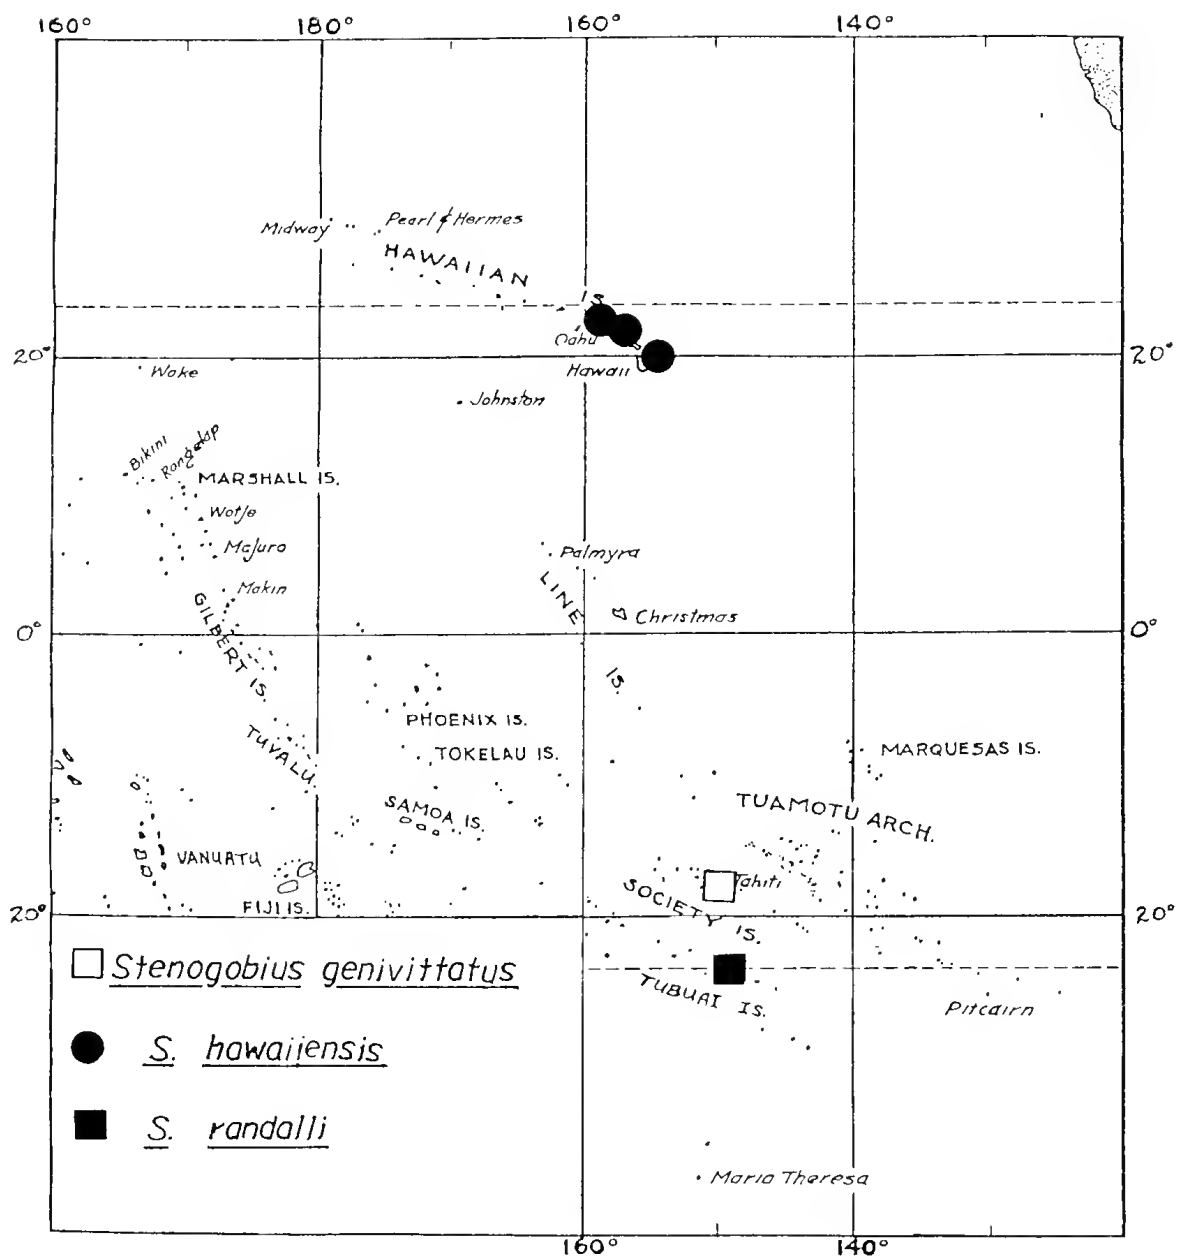 160° 180° 160° 140°
Midway
Pearl & Hermes
HAWAIIAN
IS.
Oahu
20° 20°
Hawaii
Wake
Johnston
Bikini
Rongelap
MARSHALL IS.
Wotje
Majuro
Palmyra
Makin
LINE
Christmas
GILBERT IS.
0° 0°
IS.
PHOENIX IS.
TUVALU
TOKELAU IS.
MARQUESAS IS.
SAMOA IS.
TUAMOTU ARCH.
VANUATU
Tahiti
SOCIETY IS.
FIJI IS.
20° 20°
Stenogobius genivittatus
TUBUAI IS.
Pitcairn
S. hawaiiensis
S. randalli
Maria Theresa
160° 140°